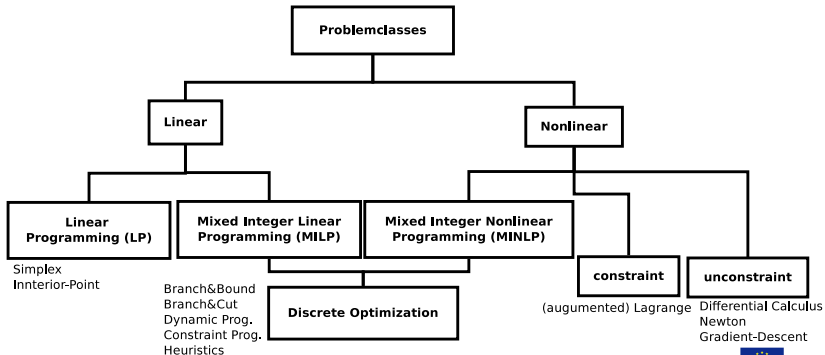 Problemclasses
Linear
Nonlinear
Linear
Programming (LP)
Mixed Integer Linear
Programming (MILP)
Mixed Integer Nonlinear
Programming (MINLP)
constraint
unconstraint
Simplex
Innterior-Point
Branch&Bound
Branch&Cut
Dynamic Prog.
Constraint Prog.
Heuristics
Discrete Optimization
(augumented) Lagrange
Differential Calculus
Newton
Gradient-Descent